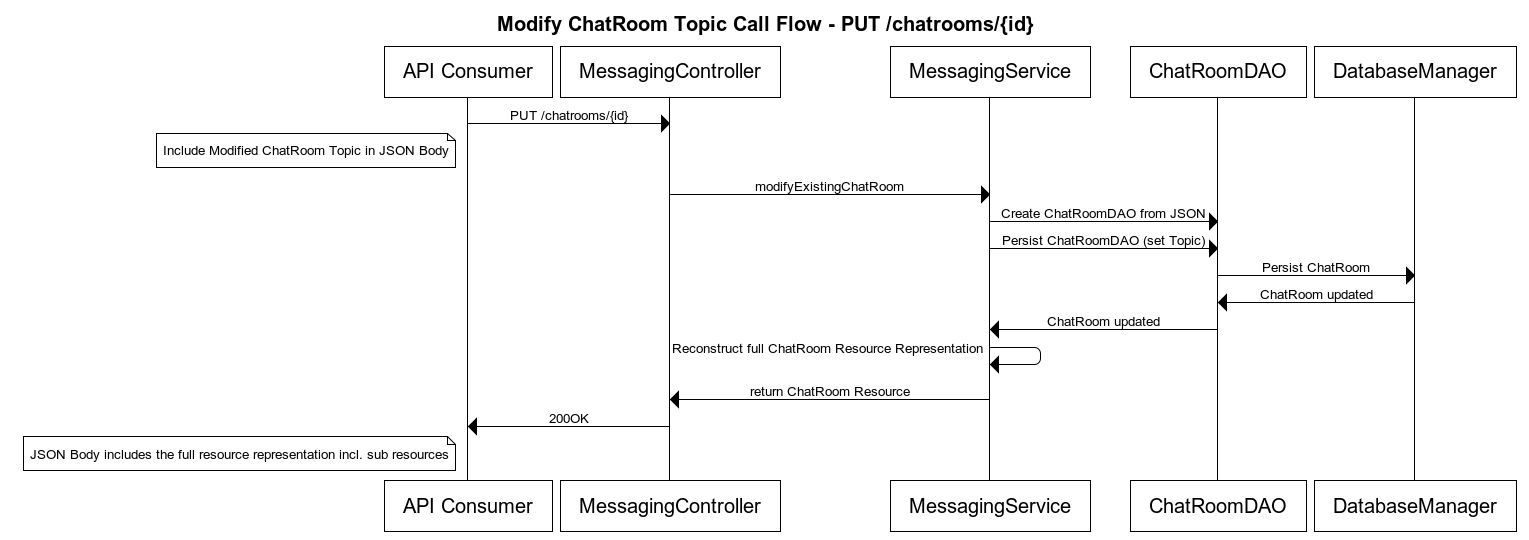 Modify ChatRoom Topic Call Flow - PUT /chatrooms/{id}
API Consumer
MessagingController
MessagingService
ChatRoomDAO
DatabaseManager
PUT /chatrooms/{id}
Include Modified ChatRoom Topic in JSON Body
modifyExistingChatRoom
Create ChatRoomDAO from JSON
Persist ChatRoomDAO (set Topic)
Persist ChatRoom
ChatRoom updated
ChatRoom updated
Reconstruct full ChatRoom Resource Representation
return ChatRoom Resource
200OK
JSON Body includes the full resource representation incl. sub resources
API Consumer
MessagingController
MessagingService
ChatRoomDAO
DatabaseManager